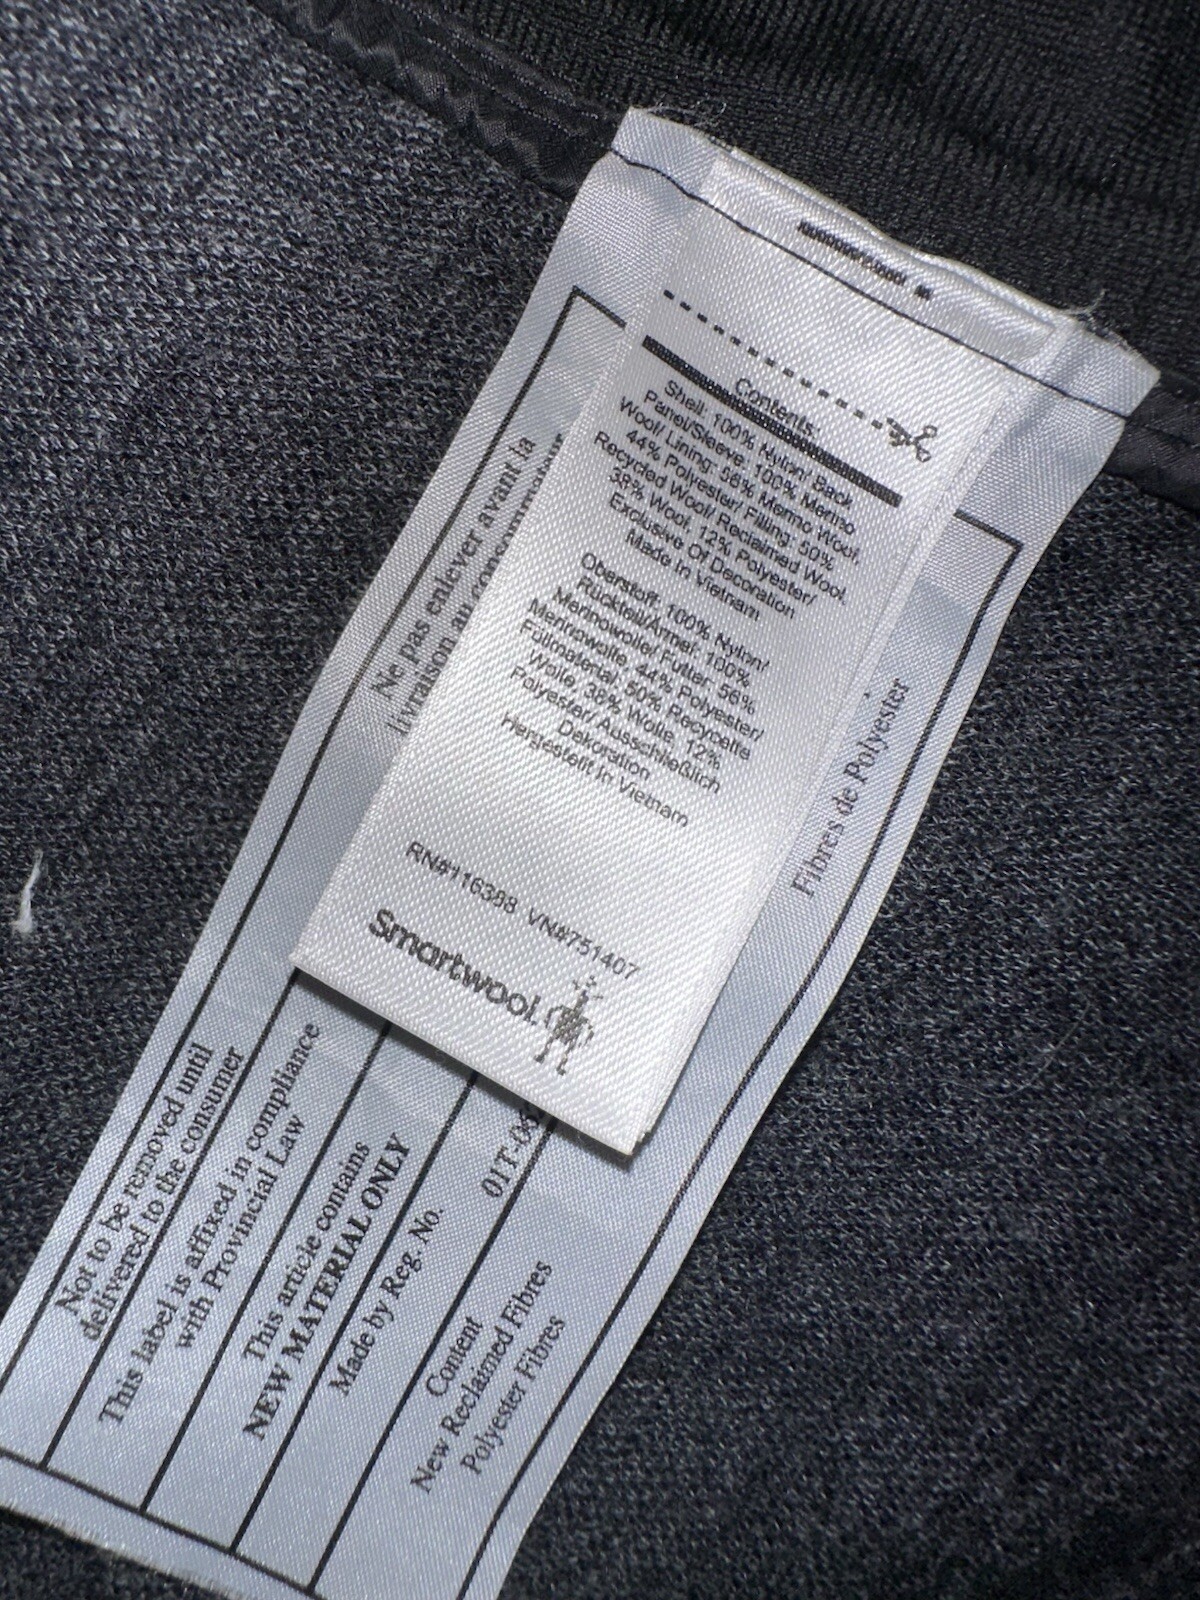 Contents:
Shell: 100% Nylon/ Back
Panel/Sleeve: 100% Merino
Wool/ Lining: 56% Merino Wool,
44% Polyester/ Filling: 50%
Recycled Wool/ Reclaimed Wool,
38% Wool, 12% Polyester/
Exclusive Of Decoration
Made In Vietnam
Oberstoff: 100% Nylon/
Rückteil/Ärmel: 100%
Merinowolle/ Futter: 56%
Merinowolle, 44% Polyester/
Füllmaterial: 50% Recycelte
Wolle, 38% Wolle, 12%
Polyester/ Ausschließlich
Dekoration
Hergestellt In Vietnam
RN#116388 VN#751407
Smartwool.
Ne pas enlever avant la
livraison au consommateur
Fibres de Polyester
Not to be removed until
delivered to the consumer
This label is affixed in compliance
with Provincial Law
This article contains
NEW MATERIAL ONLY
Made by Reg. No.
01T-06
Content
New Reclaimed Fibres
Polyester Fibres